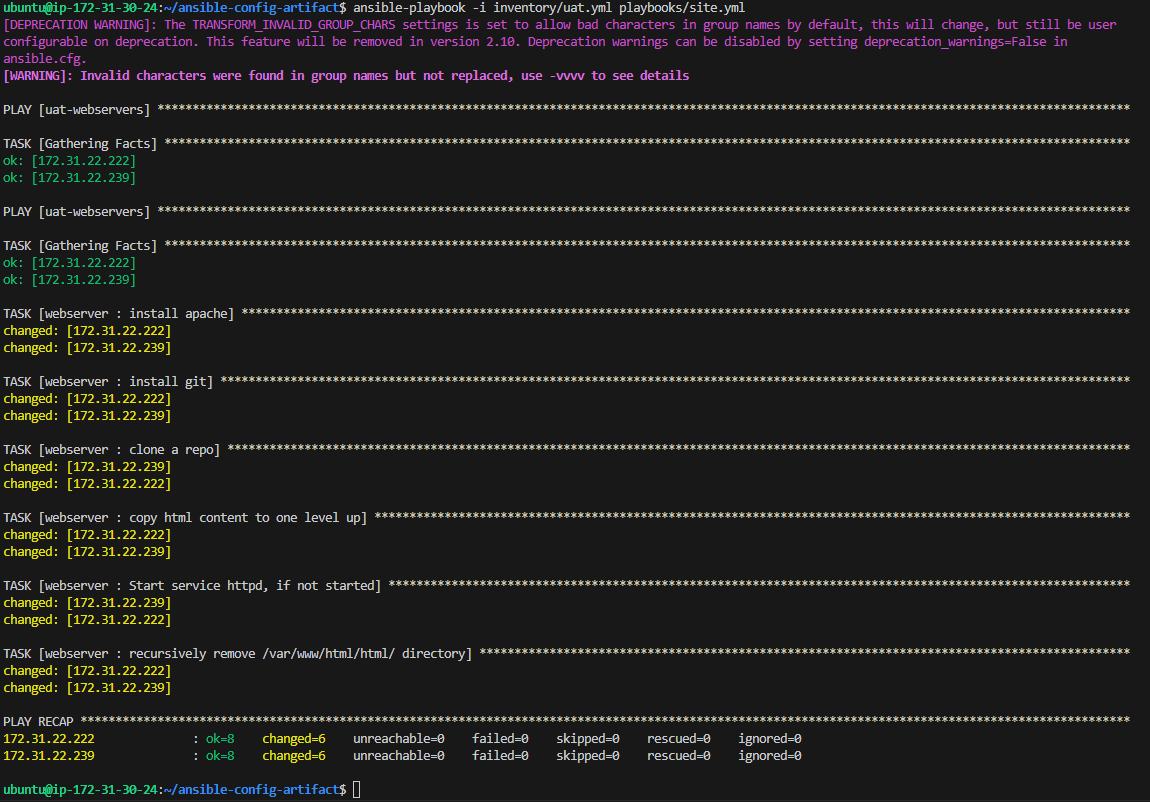 ubuntu@ip-172-31-30-24:~/ansible-config-artifact$ ansible-playbook -i inventory/uat.yml playbooks/site.yml
[DEPRECATION WARNING]: The TRANSFORM_INVALID_GROUP_CHARS settings is set to allow bad characters in group names by default, this will change, but still be user
configurable on deprecation. This feature will be removed in version 2.10. Deprecation warnings can be disabled by setting deprecation_warnings=False in
ansible.cfg.
[WARNING]: Invalid characters were found in group names but not replaced, use -vvvv to see details
PLAY [uat-webservers] *******************************************************************************************************************************************
TASK [Gathering Facts] ******************************************************************************************************************************************
ok: [172.31.22.222]
ok: [172.31.22.239]
PLAY [uat-webservers] *******************************************************************************************************************************************
TASK [Gathering Facts] ******************************************************************************************************************************************
ok: [172.31.22.222]
ok: [172.31.22.239]
TASK [webserver : install apache] *******************************************************************************************************************************
changed: [172.31.22.222]
changed: [172.31.22.239]
TASK [webserver : install git] **********************************************************************************************************************************
changed: [172.31.22.222]
changed: [172.31.22.239]
TASK [webserver : clone a repo] *********************************************************************************************************************************
changed: [172.31.22.239]
changed: [172.31.22.222]
TASK [webserver : copy html content to one level up] ************************************************************************************************************
changed: [172.31.22.222]
changed: [172.31.22.239]
TASK [webserver : Start service httpd, if not started] **********************************************************************************************************
changed: [172.31.22.239]
changed: [172.31.22.222]
TASK [webserver : recursively remove /var/www/html/html/ directory] *********************************************************************************************
changed: [172.31.22.222]
changed: [172.31.22.239]
PLAY RECAP ******************************************************************************************************************************************************
172.31.22.222              : ok=8    changed=6    unreachable=0    failed=0    skipped=0    rescued=0    ignored=0
172.31.22.239              : ok=8    changed=6    unreachable=0    failed=0    skipped=0    rescued=0    ignored=0
ubuntu@ip-172-31-30-24:~/ansible-config-artifact$